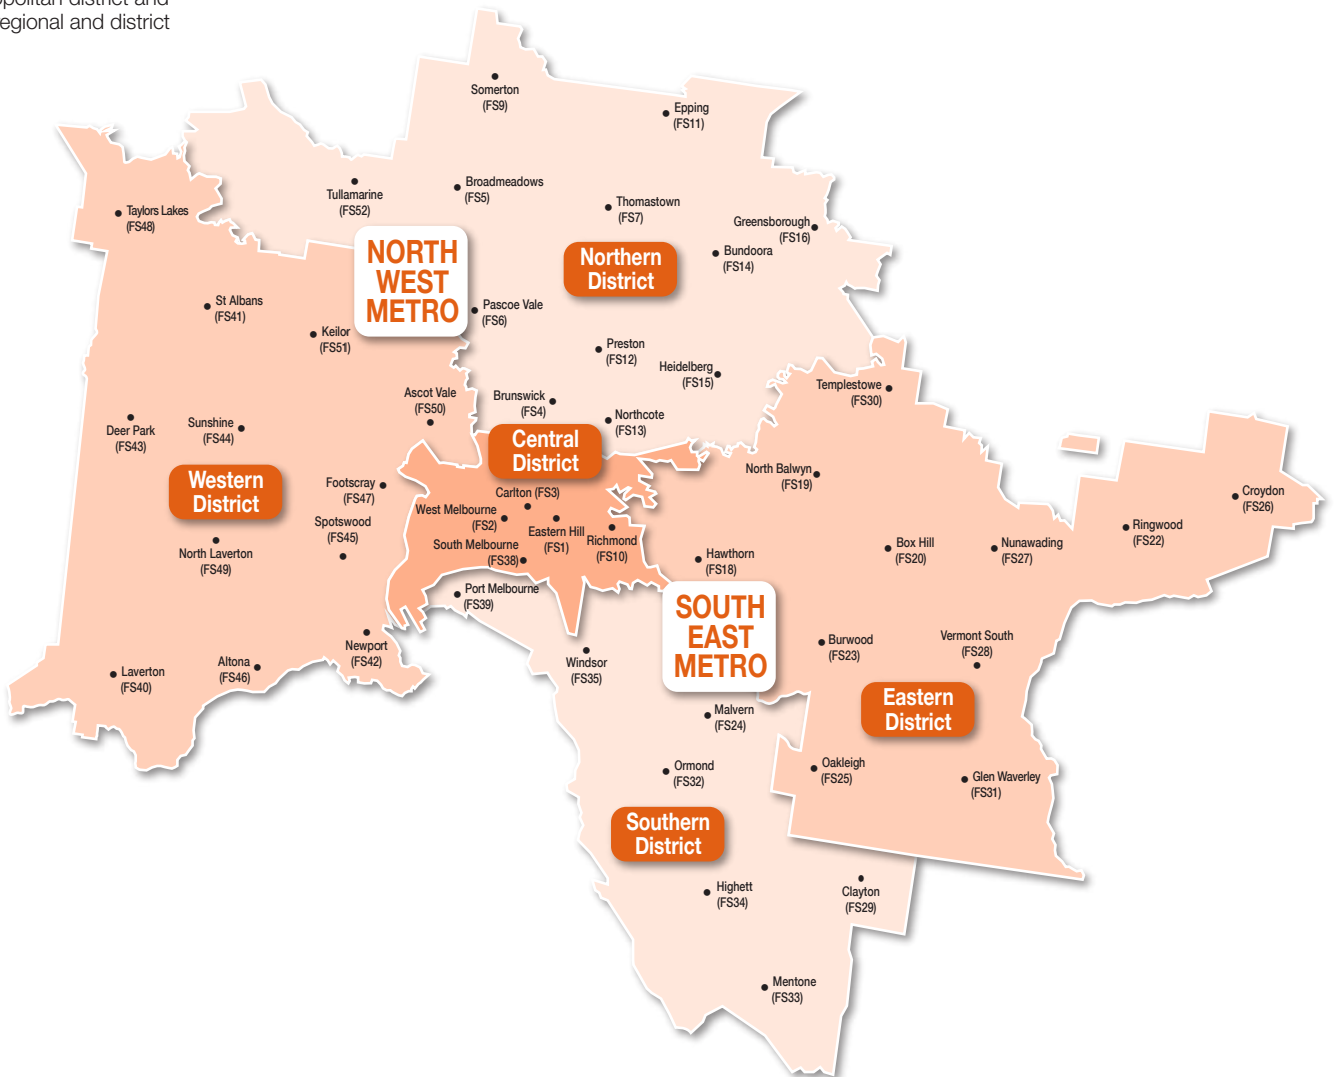 opolitan district and
egional and district
Somerton
(FS9)
Epping
(FS11)
Tullamarine
(FS52)
Broadmeadows
(FS5)
Thomastown
(FS7)
Greensborough
(FS16)
Taylors Lakes
(FS48)
NORTH
WEST
METRO
Northern
District
Bundoora
(FS14)
St Albans
(FS41)
Keilor
(FS51)
Pascoe Vale
(FS6)
Preston
(FS12)
Heidelberg
(FS15)
Templestowe
(FS30)
Ascot Vale
(FS50)
Brunswick
(FS4)
Northcote
(FS13)
Deer Park
(FS43)
Sunshine
(FS44)
Central
District
Western
District
Footscray
(FS47)
North Balwyn
(FS19)
Croydon
(FS26)
Carlton (FS3)
West Melbourne
(FS2)
Eastern Hill
(FS1)
Richmond
(FS10)
Spotswood
(FS45)
Ringwood
(FS22)
North Laverton
(FS49)
South Melbourne
(FS38)
Hawthorn
(FS18)
Box Hill
(FS20)
Nunawading
(FS27)
Port Melbourne
(FS39)
SOUTH
EAST
METRO
Newport
(FS42)
Burwood
(FS23)
Vermont South
(FS28)
Laverton
(FS40)
Altona
(FS46)
Windsor
(FS35)
Eastern
District
Malvern
(FS24)
Ormond
(FS32)
Oakleigh
(FS25)
Glen Waverley
(FS31)
Southern
District
Highett
(FS34)
Clayton
(FS29)
Mentone
(FS33)